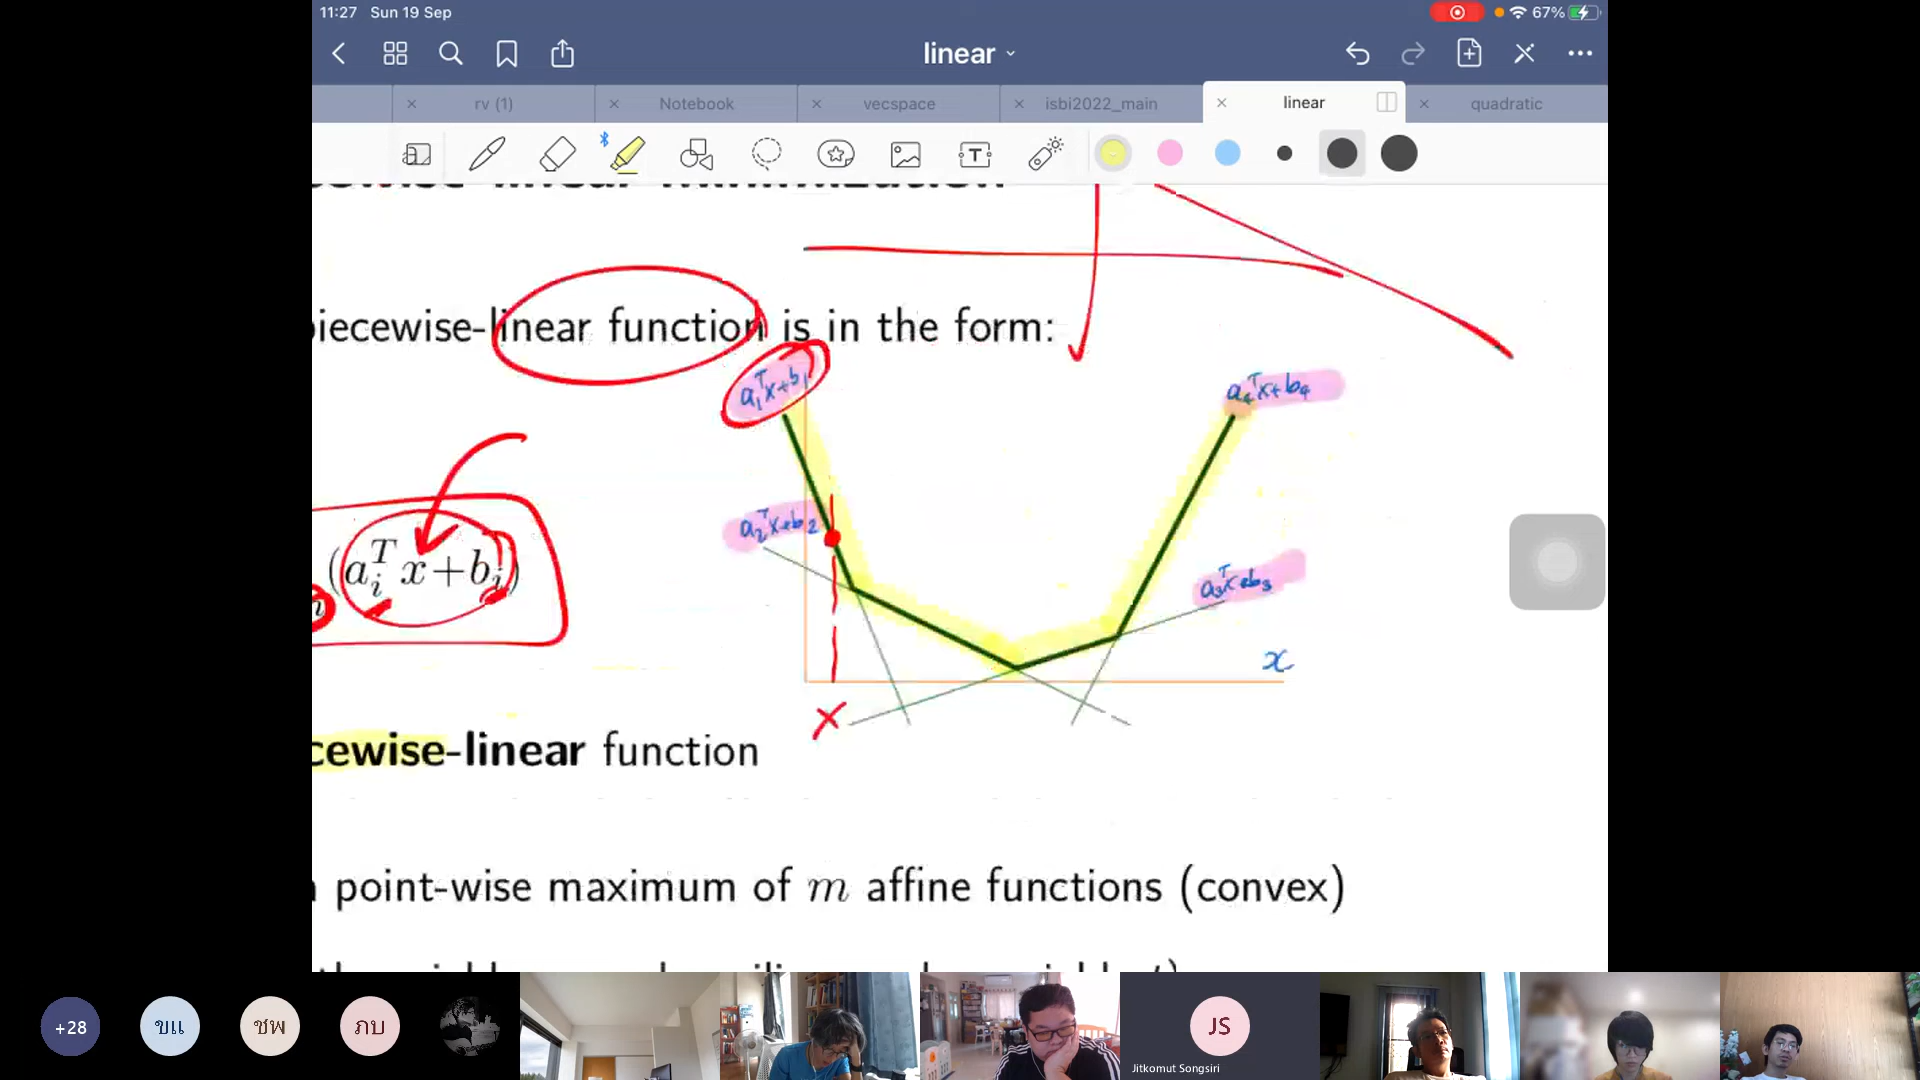 11:27 Sun 19 Sep
67%
linear
rv (1)
Notebook
vecspace
isbi2022_main
linear
quadratic
piecewise-linear function is in the form:
a₁ᵀx+b₁
a₄ᵀx+b₄
a₂ᵀx+b₂
(aᵢᵀx+bᵢ)
a₃ᵀx+b₃
x
x
cewise-linear function
point-wise maximum of m affine functions (convex)
+28
ขแ
ชพ
ภบ
JS
Jitkomut Songsiri